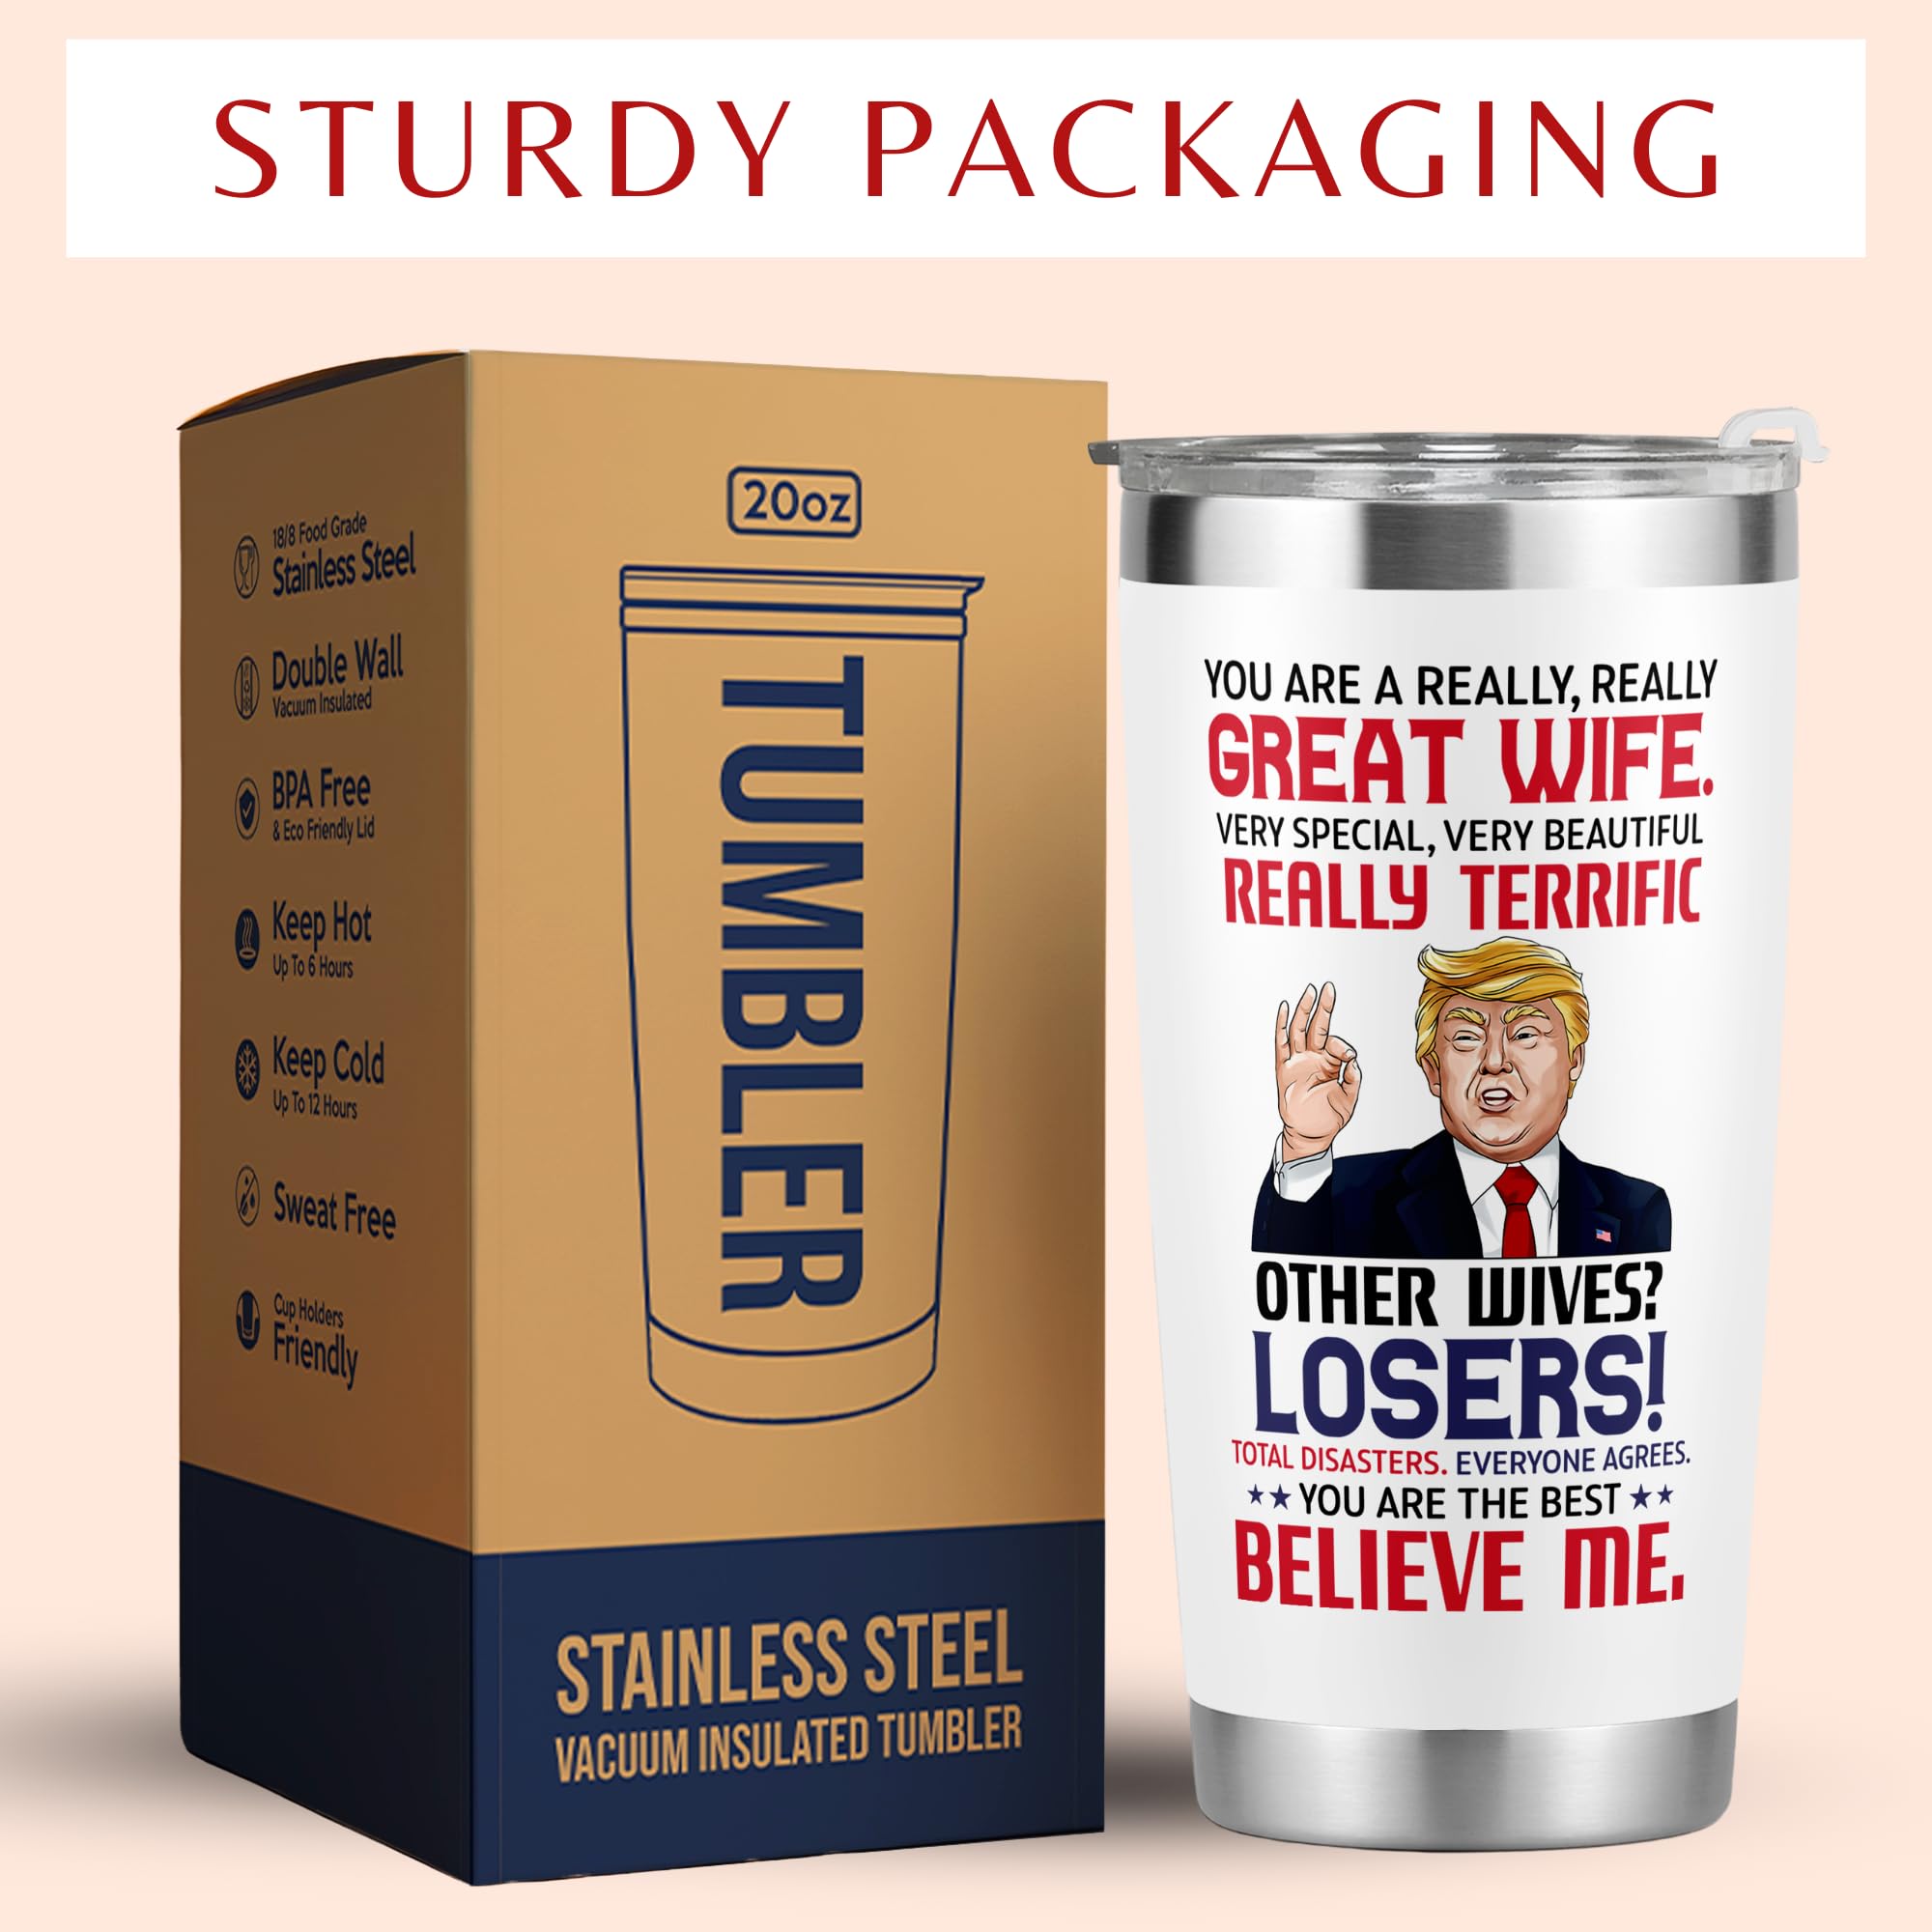 STURDY PACKAGING
18/8 Food Grade
Stainless Steel
Double Wall
Vacuum Insulated
BPA Free
& Eco Friendly Lid
Keep Hot
Up To 6 Hours
Keep Cold
Up To 12 Hours
Sweat Free
Cup Holders
Friendly
20oz
TUMBLER
STAINLESS STEEL
VACUUM INSULATED TUMBLER
YOU ARE A REALLY, REALLY
GREAT WIFE.
VERY SPECIAL, VERY BEAUTIFUL
REALLY TERRIFIC
OTHER WIVES?
LOSERS!
TOTAL DISASTERS. EVERYONE AGREES.
★★ YOU ARE THE BEST ★★
BELIEVE ME.